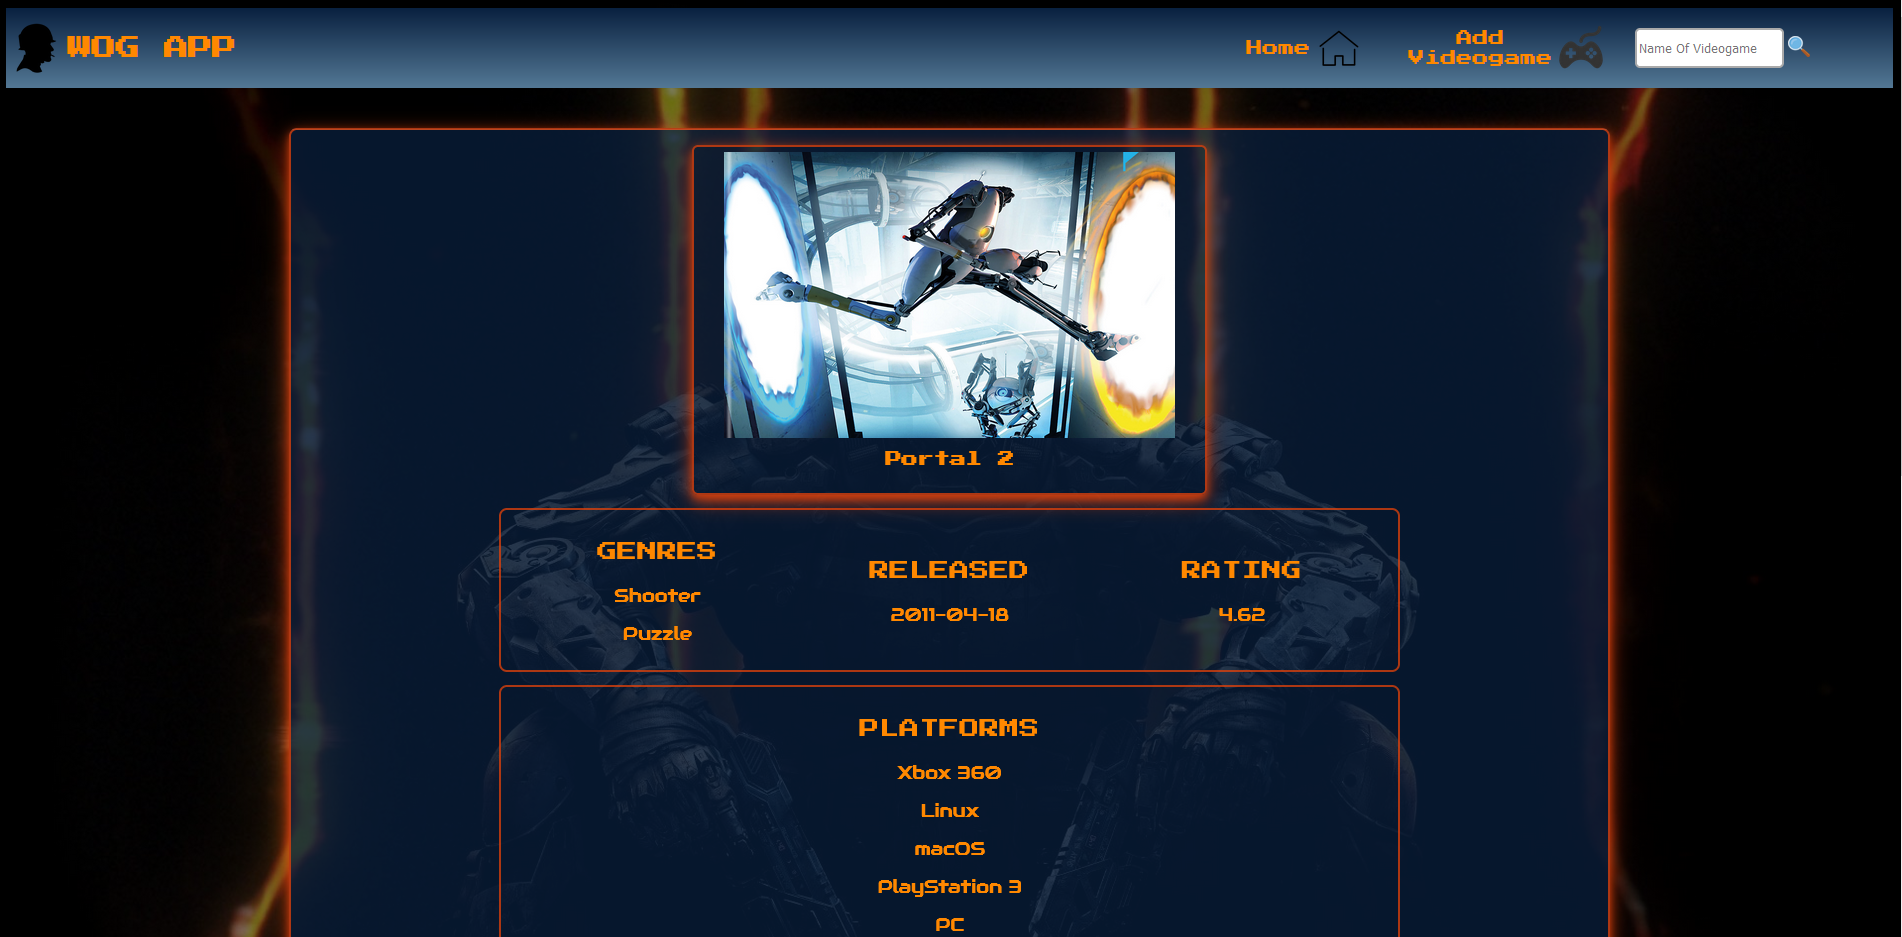 WOG APP
Home
Add
Videogame
Name Of Videogame
Portal 2
GENRES
Shooter
Puzzle
RELEASED
2011-04-18
RATING
4.62
PLATFORMS
Xbox 360
Linux
macOS
PlayStation 3
PC